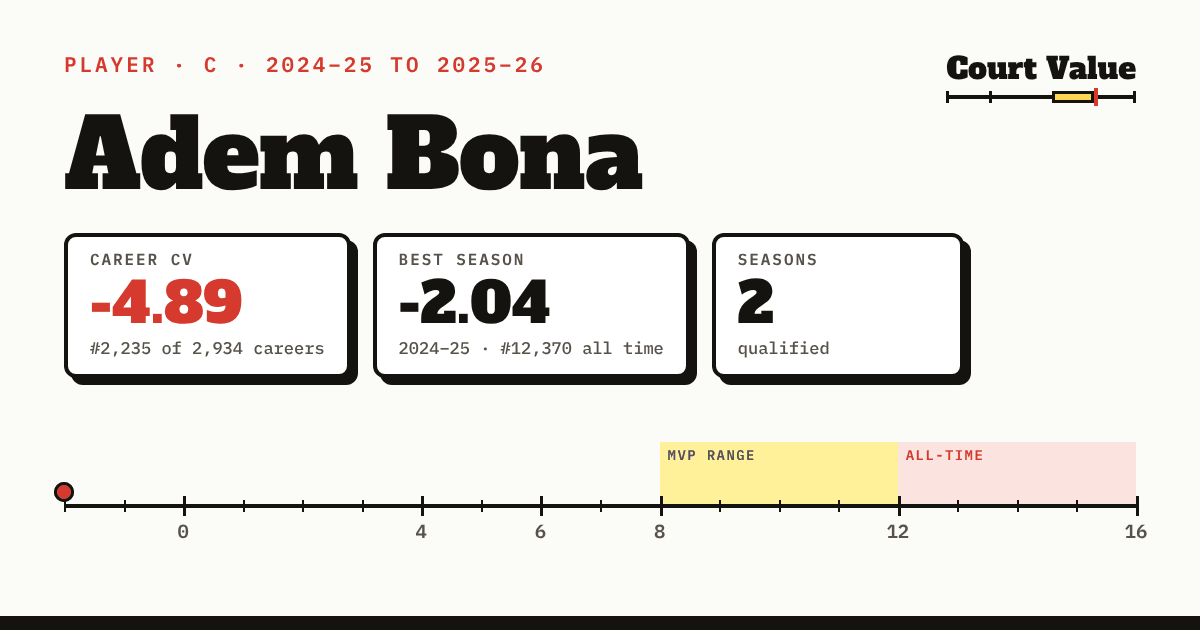 PLAYER · C · 2024–25 TO 2025–26
Court Value
Adem Bona
CAREER CV
-4.89
#2,235 of 2,934 careers
BEST SEASON
-2.04
2024–25 · #12,370 all time
SEASONS
2
qualified
MVP RANGE
ALL-TIME
0 4 6 8 12 16